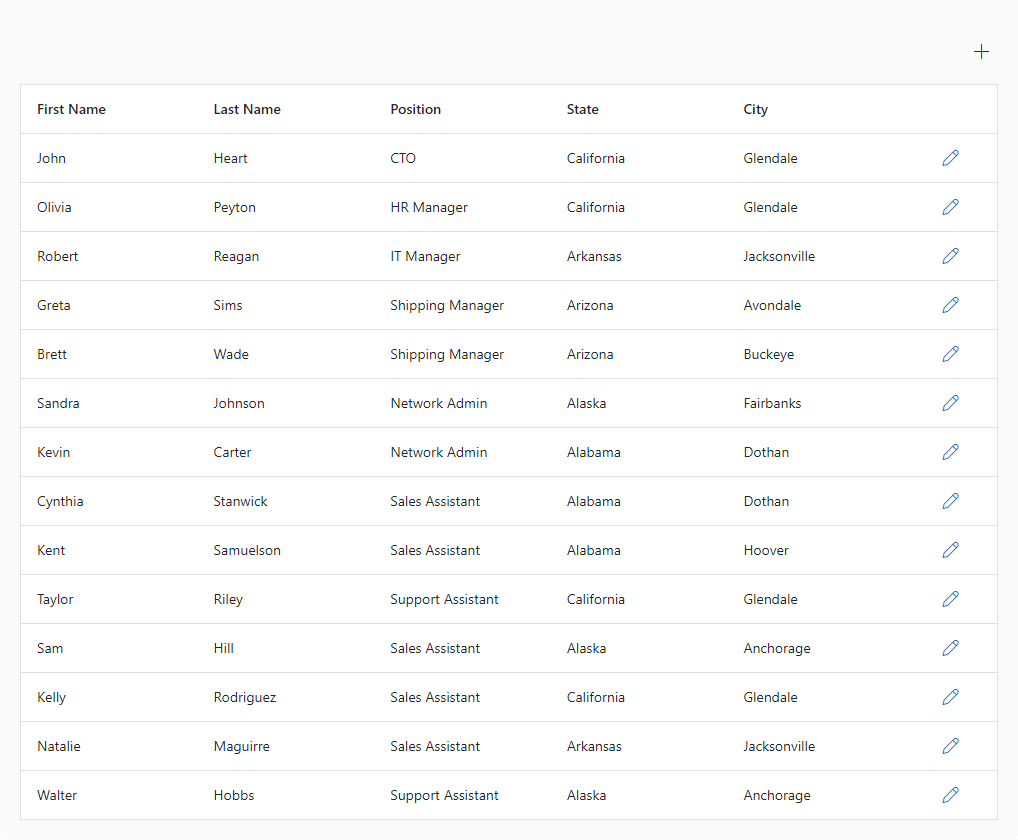 First Name Last Name Position State City
John Heart CTO California Glendale
Olivia Peyton HR Manager California Glendale
Robert Reagan IT Manager Arkansas Jacksonville
Greta Sims Shipping Manager Arizona Avondale
Brett Wade Shipping Manager Arizona Buckeye
Sandra Johnson Network Admin Alaska Fairbanks
Kevin Carter Network Admin Alabama Dothan
Cynthia Stanwick Sales Assistant Alabama Dothan
Kent Samuelson Sales Assistant Alabama Hoover
Taylor Riley Support Assistant California Glendale
Sam Hill Sales Assistant Alaska Anchorage
Kelly Rodriguez Sales Assistant California Glendale
Natalie Maguirre Sales Assistant Arkansas Jacksonville
Walter Hobbs Support Assistant Alaska Anchorage